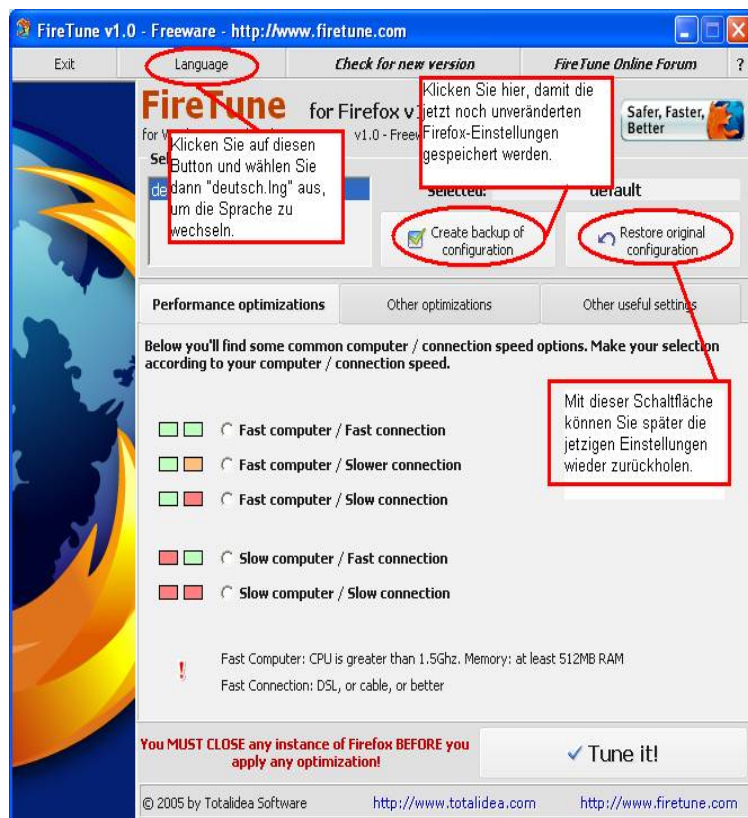 FireTune v1.0 - Freeware - http://www.firetune.com
Exit Language Check for new version FireTune Online Forum ?
FireTune for Firefox v
for v1.0 - Freew
Safer, Faster,
Better
Klicken Sie hier, damit die
jetzt noch unveränderten
Firefox-Einstellungen
gespeichert werden.
Klicken Sie auf diesen
Button und wählen Sie
dann "deutsch.lng" aus,
um die Sprache zu
wechseln.
Se
de
Selected: default
Create backup of
configuration
Restore original
configuration
Performance optimizations Other optimizations Other useful settings
Below you'll find some common computer / connection speed options. Make your selection
according to your computer / connection speed.
Mit dieser Schaltfläche
können Sie später die
jetzigen Einstellungen
wieder zurückholen.
Fast computer / Fast connection
Fast computer / Slower connection
Fast computer / Slow connection
Slow computer / Fast connection
Slow computer / Slow connection
! Fast Computer: CPU is greater than 1.5Ghz. Memory: at least 512MB RAM
Fast Connection: DSL, or cable, or better
You MUST CLOSE any instance of Firefox BEFORE you
apply any optimization!
Tune it!
© 2005 by Totalidea Software http://www.totalidea.com http://www.firetune.com